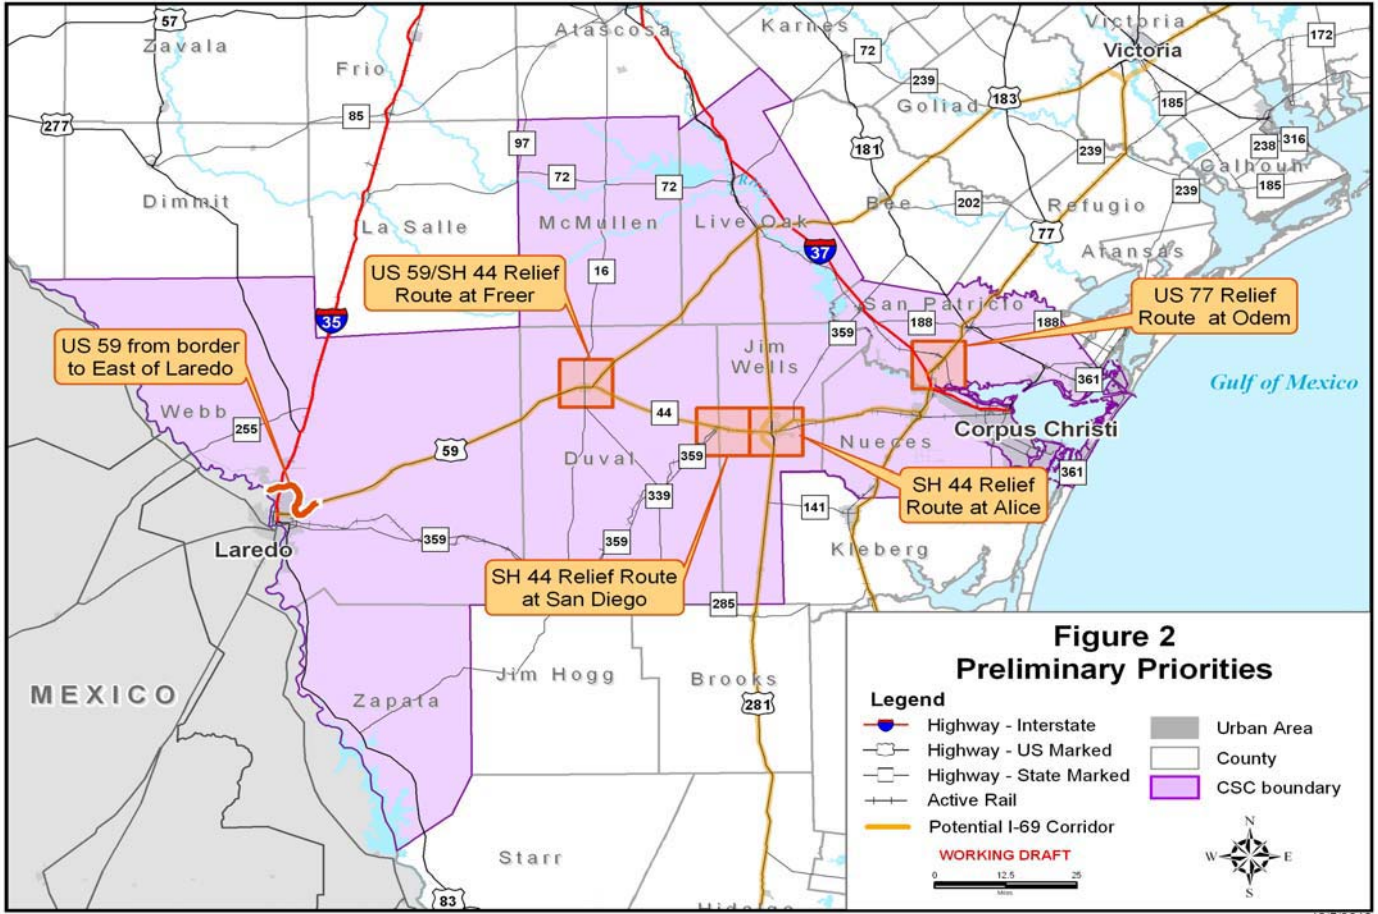 57
Zavala
Atascosa
Karnes
Victoria
Victoria
172
72
Frio
239
183
Goliad
185
85
277
97
181
239
238
316
Calhoun
72
72
185
239
Dimmit
McMullen
Live Oak
Bee
202
Refugio
La Salle
77
Aransas
37
US 59/SH 44 Relief
Route at Freer
16
San Patricio
US 77 Relief
Route at Odem
35
359
188
188
US 59 from border
to East of Laredo
Jim
Wells
361
Gulf of Mexico
Webb
44
255
Corpus Christi
59
Nueces
Duval
359
361
SH 44 Relief
Route at Alice
339
141
359
359
Laredo
Kleberg
SH 44 Relief Route
at San Diego
285
Figure 2
Preliminary Priorities
Jim Hogg
Brooks
MEXICO
Zapata
281
Legend
Highway - Interstate
Highway - US Marked
Highway - State Marked
Active Rail
Potential I-69 Corridor
Urban Area
County
CSC boundary
WORKING DRAFT
0 12.5 25
Miles
N
W E
S
Starr
83
Hidalgo